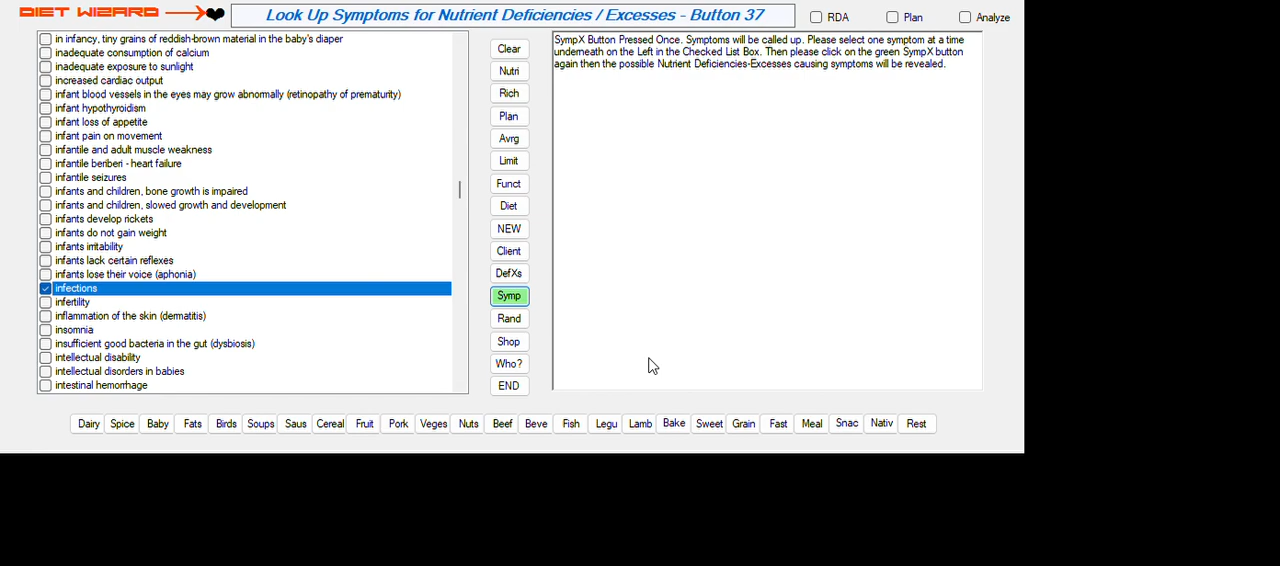 DIET WIZARD
Look Up Symptoms for Nutrient Deficiencies / Excesses - Button 37
RDA
Plan
Analyze
in infancy, tiny grains of reddish-brown material in the baby's diaper
inadequate consumption of calcium
inadequate exposure to sunlight
increased cardiac output
infant blood vessels in the eyes may grow abnormally (retinopathy of prematurity)
infant hypothyroidism
infant loss of appetite
infant pain on movement
infantile and adult muscle weakness
infantile beriberi - heart failure
infantile seizures
infants and children, bone growth is impaired
infants and children, slowed growth and development
infants develop rickets
infants do not gain weight
infants irritability
infants lack certain reflexes
infants lose their voice (aphonia)
infections
infertility
inflammation of the skin (dermatitis)
insomnia
insufficient good bacteria in the gut (dysbiosis)
intellectual disability
intellectual disorders in babies
intestinal hemorrhage
Clear
Nutri
Rich
Plan
Avrg
Limit
Funct
Diet
NEW
Client
DefXs
Symp
Rand
Shop
Who?
END
SympX Button Pressed Once. Symptoms will be called up. Please select one symptom at a time
underneath on the Left in the Checked List Box. Then please click on the green SympX button
again then the possible Nutrient Deficiencies-Excesses causing symptoms will be revealed.
Dairy Spice Baby Fats Birds Soups Saus Cereal Fruit Pork Veges Nuts Beef Beve Fish Legu Lamb Bake Sweet Grain Fast Meal Snac Nativ Rest